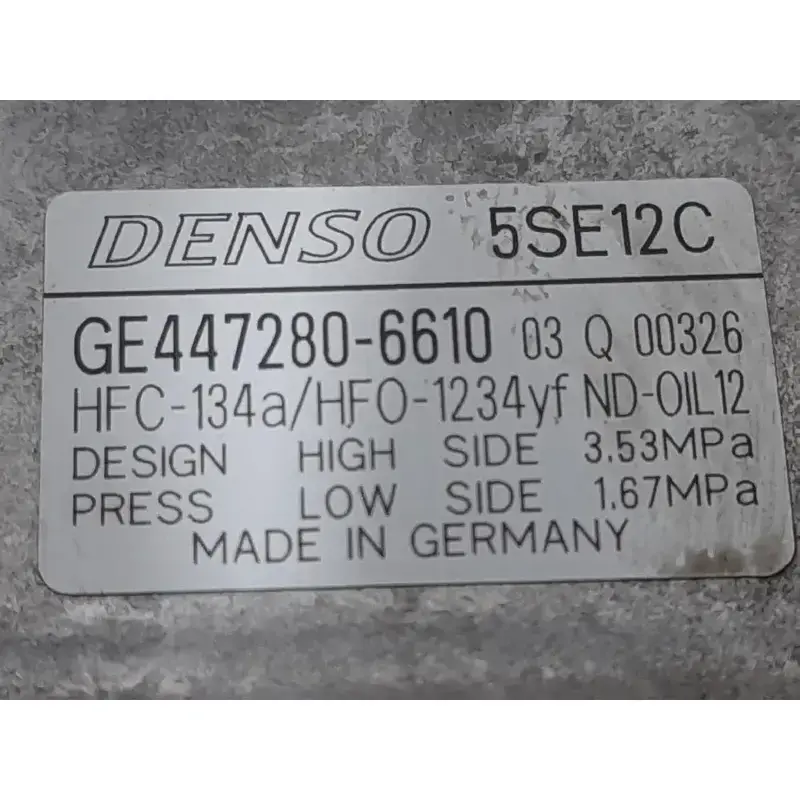 DENSO 5SE12C
GE447280-6610 03 Q 00326
HFC-134a/HFO-1234yf ND-OIL12
DESIGN HIGH SIDE 3.53MPa
PRESS LOW SIDE 1.67MPa
MADE IN GERMANY